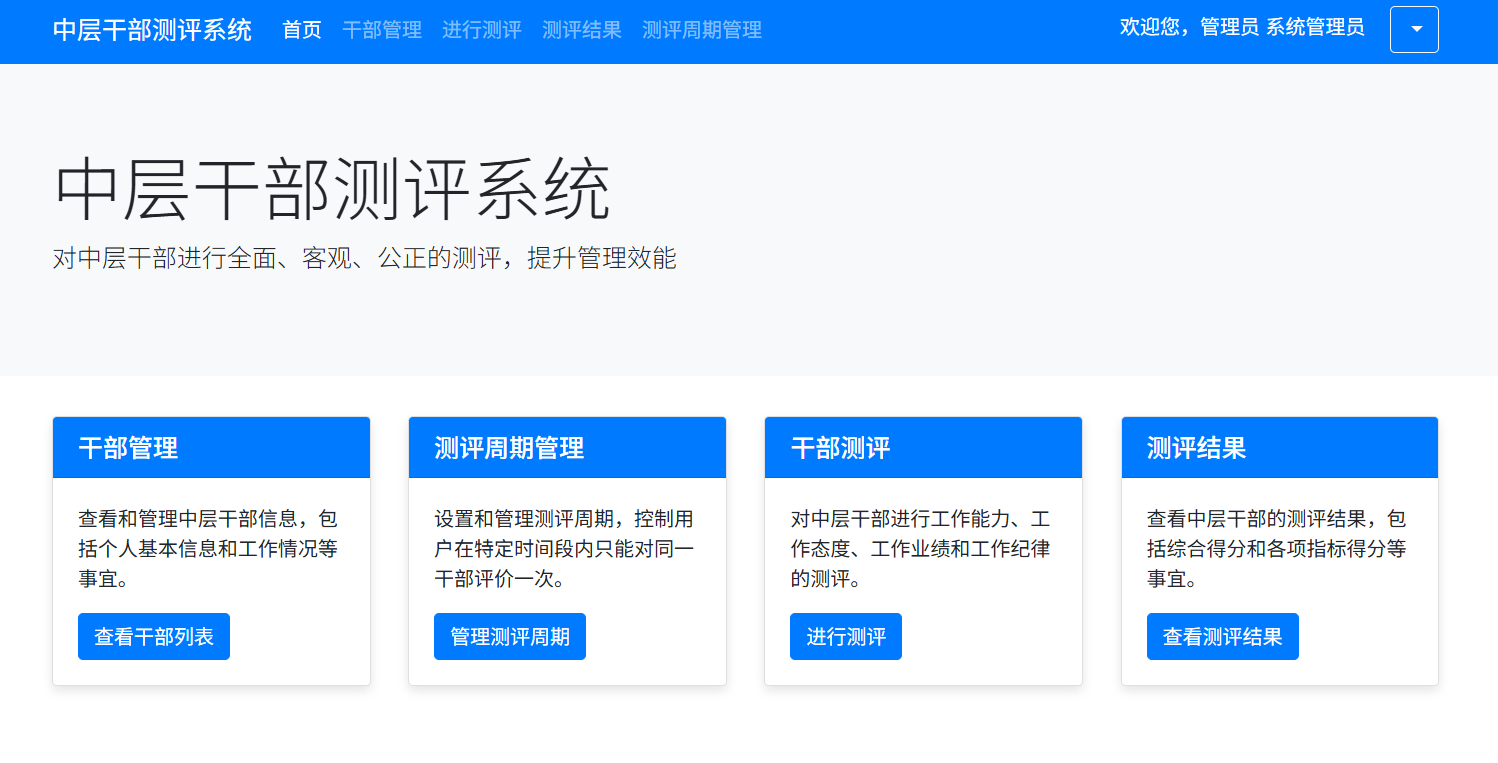 中层干部测评系统 首页 干部管理 进行测评 测评结果 测评周期管理 欢迎您，管理员 系统管理员
中层干部测评系统
对中层干部进行全面、客观、公正的测评，提升管理效能
干部管理
查看和管理中层干部信息，包
括个人基本信息和工作情况等
事宜。
查看干部列表
测评周期管理
设置和管理测评周期，控制用
户在特定时间段内只能对同一
干部评价一次。
管理测评周期
干部测评
对中层干部进行工作能力、工
作态度、工作业绩和工作纪律
的测评。
进行测评
测评结果
查看中层干部的测评结果，包
括综合得分和各项指标得分等
事宜。
查看测评结果